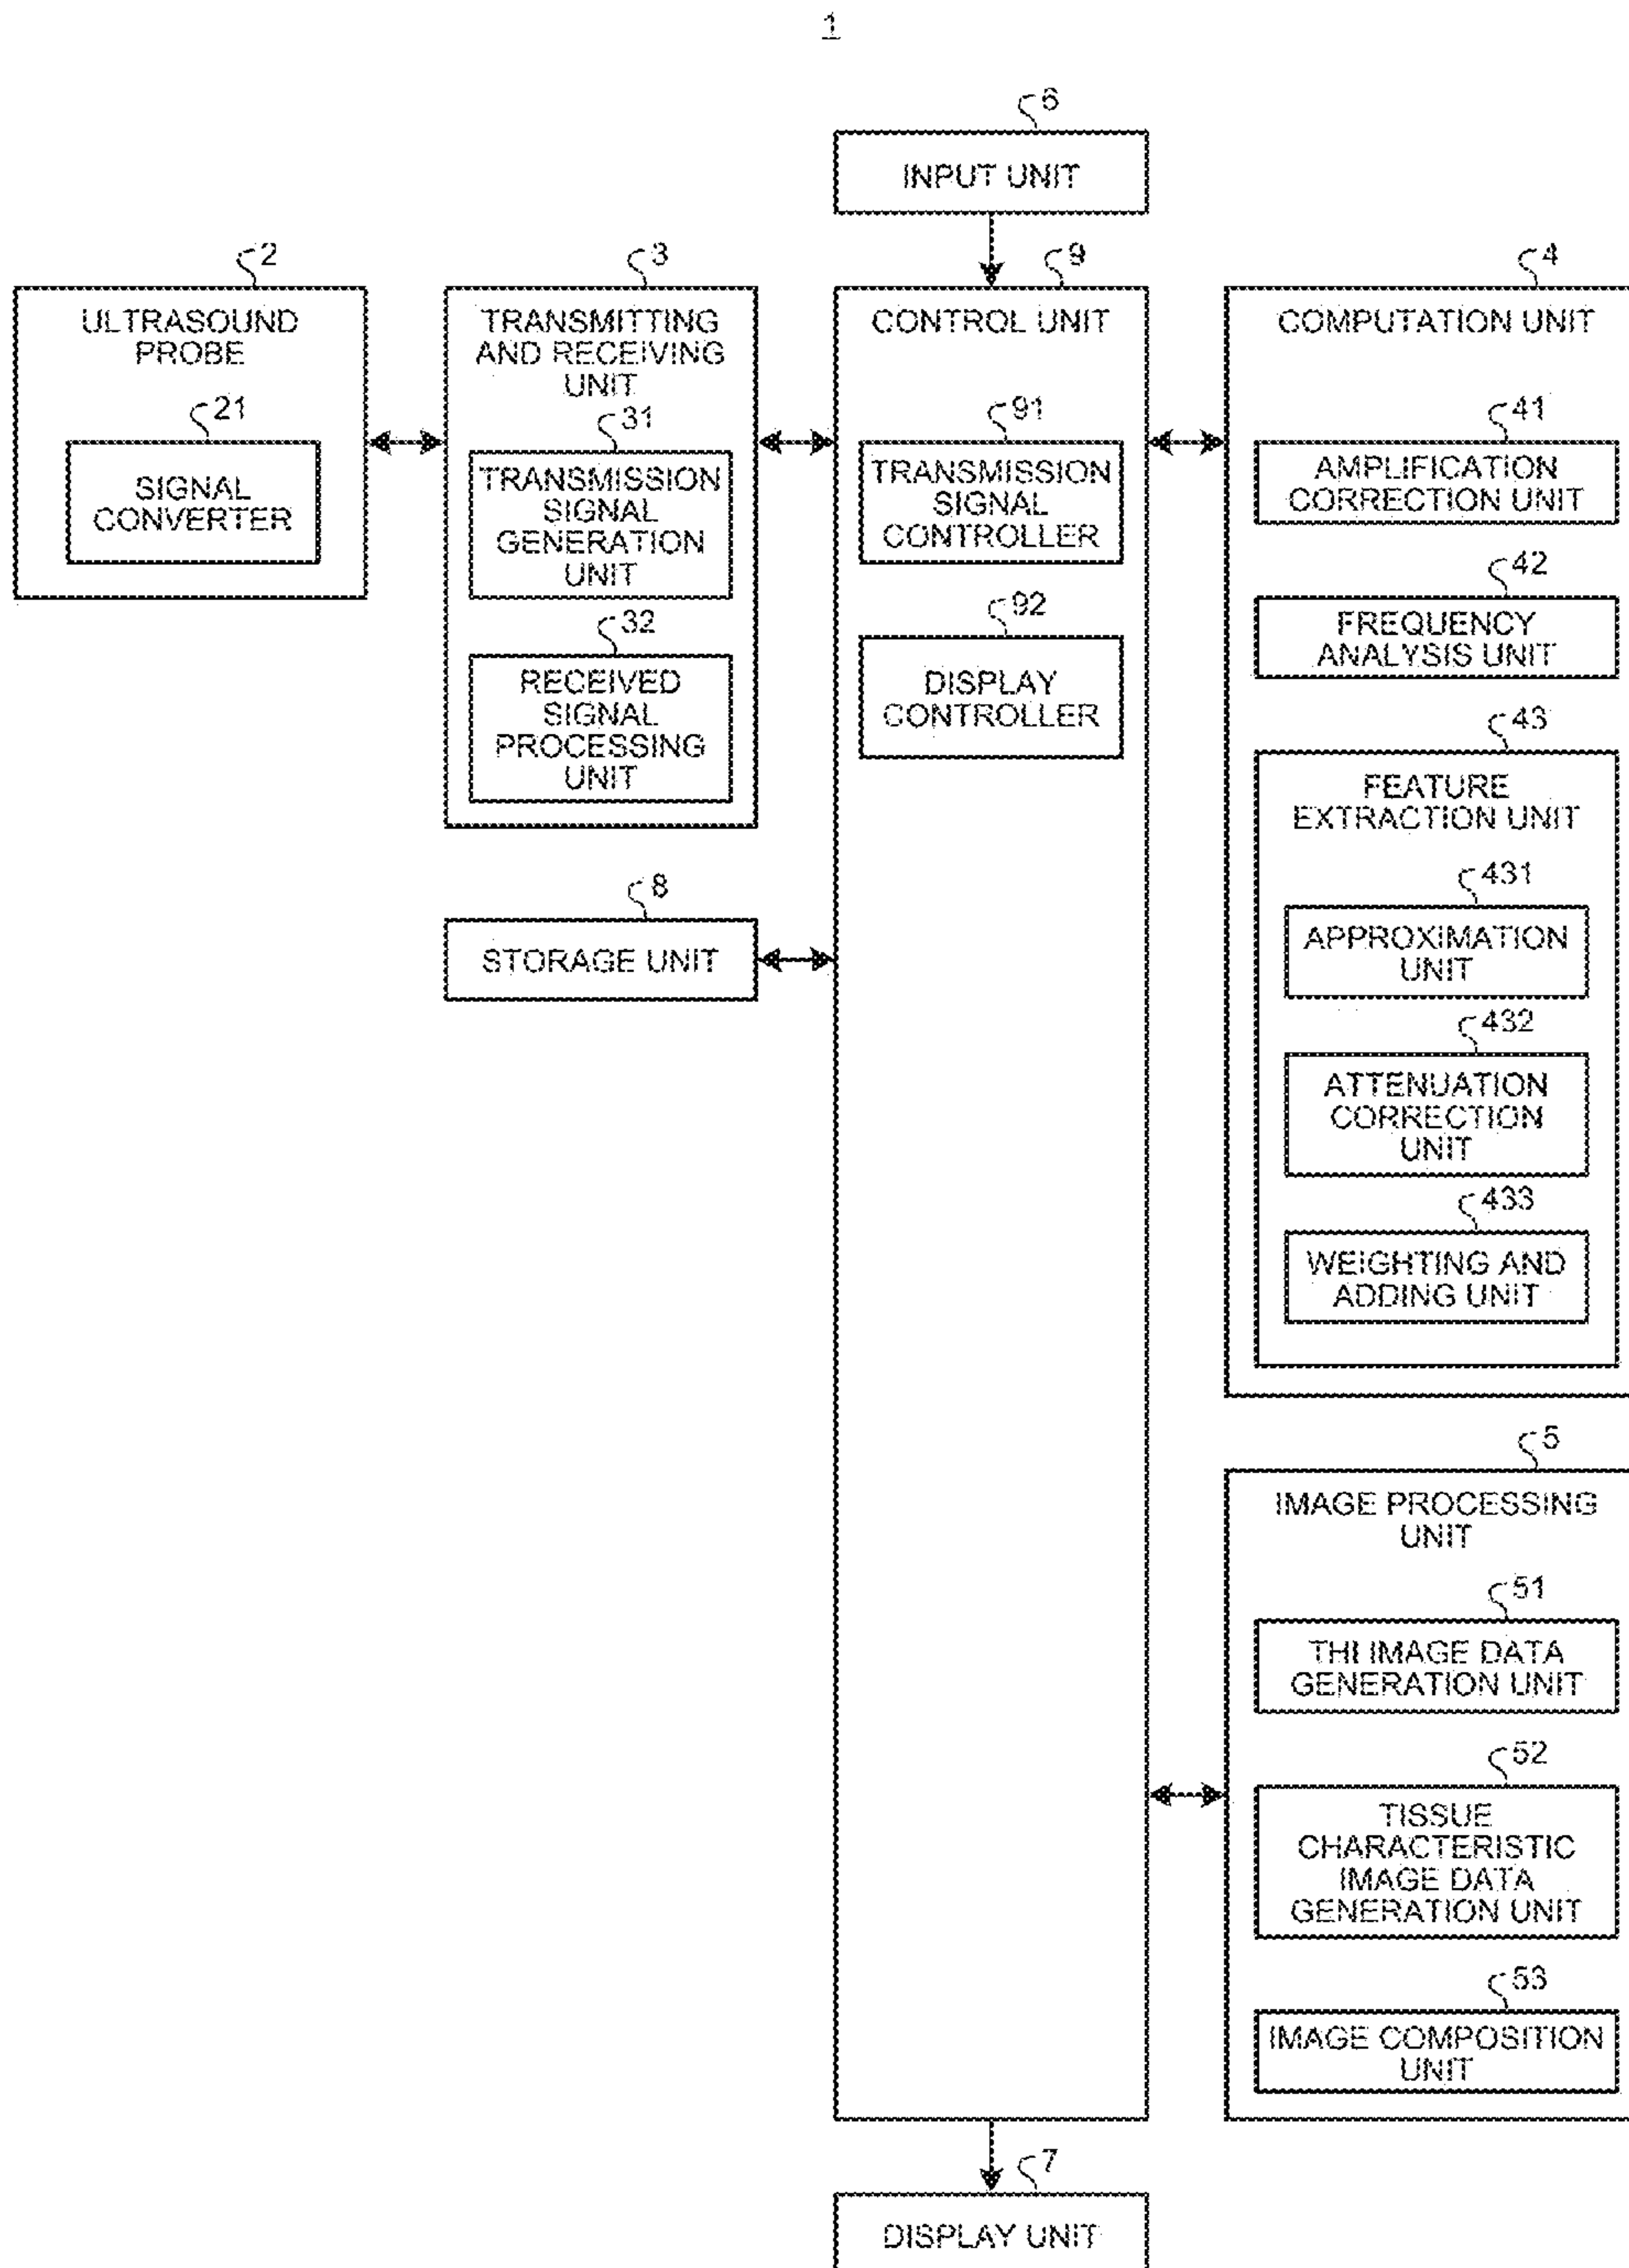 1
6
INPUT UNIT
2
ULTRASOUND
PROBE
21
SIGNAL
CONVERTER
3
TRANSMITTING
AND RECEIVING
UNIT
31
TRANSMISSION
SIGNAL
GENERATION
UNIT
32
RECEIVED
SIGNAL
PROCESSING
UNIT
8
STORAGE UNIT
9
CONTROL UNIT
91
TRANSMISSION
SIGNAL
CONTROLLER
92
DISPLAY
CONTROLLER
4
COMPUTATION UNIT
41
AMPLIFICATION
CORRECTION UNIT
42
FREQUENCY
ANALYSIS UNIT
43
FEATURE
EXTRACTION UNIT
431
APPROXIMATION
UNIT
432
ATTENUATION
CORRECTION
UNIT
433
WEIGHTING AND
ADDING UNIT
5
IMAGE PROCESSING
UNIT
51
THI IMAGE DATA
GENERATION UNIT
52
TISSUE
CHARACTERISTIC
IMAGE DATA
GENERATION UNIT
53
IMAGE COMPOSITION
UNIT
7
DISPLAY UNIT